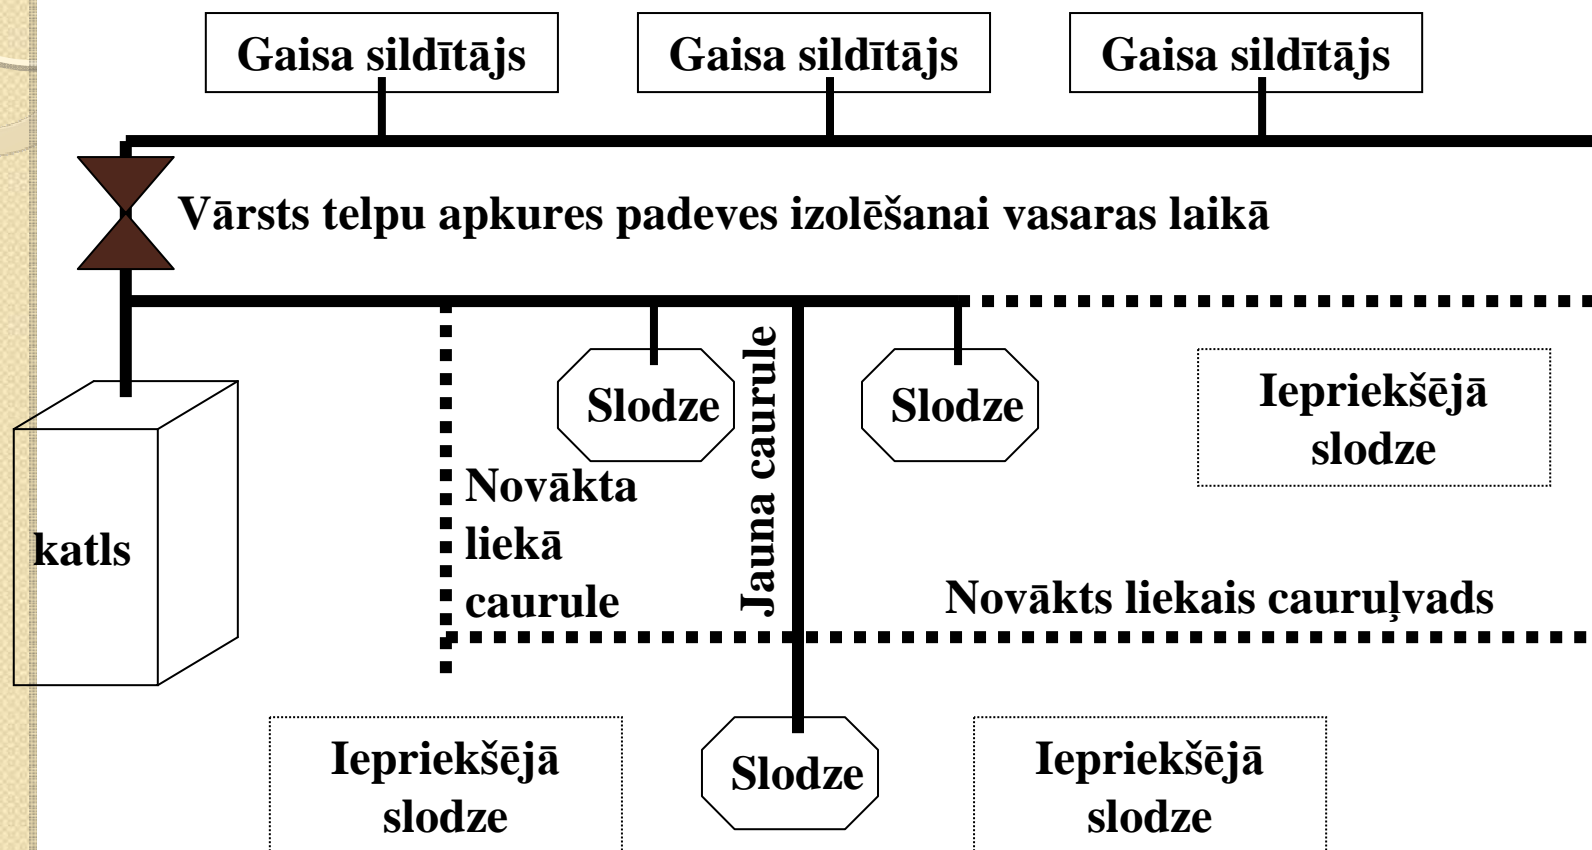 Gaisa sildītājs
Gaisa sildītājs
Gaisa sildītājs
Vārsts telpu apkures padeves izolēšanai vasaras laikā
Slodze
Jauna caurule
Slodze
Iepriekšējā
slodze
Novākta
liekā
caurule
katls
Novākts liekais cauruļvads
Iepriekšējā
slodze
Slodze
Iepriekšējā
slodze